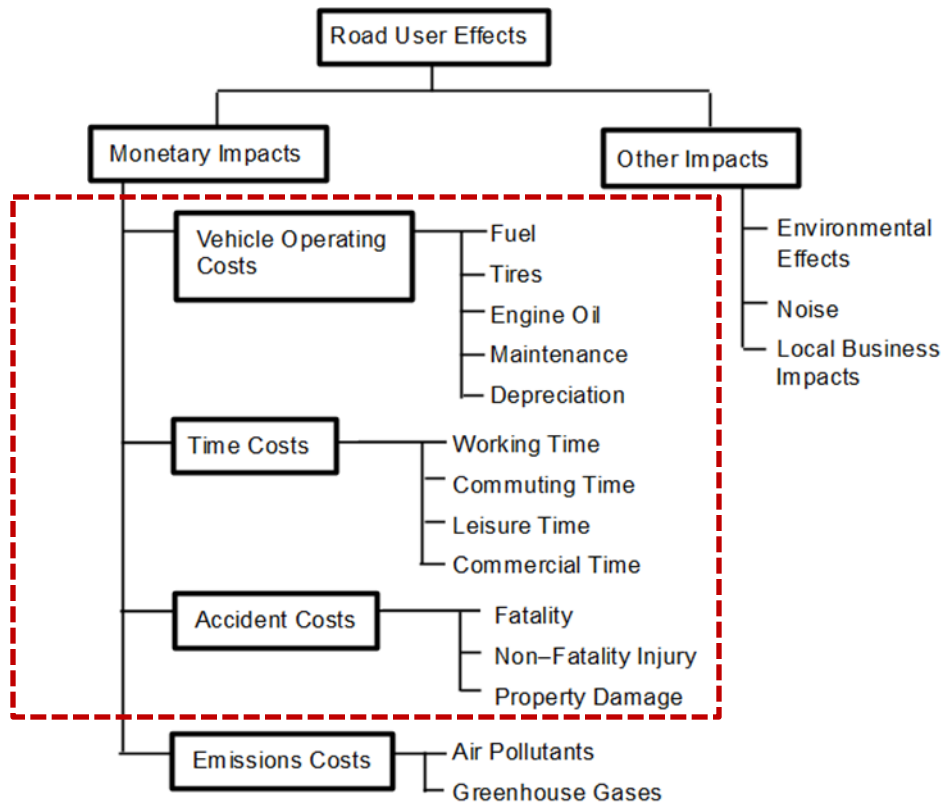 Road User Effects
Monetary Impacts
Other Impacts
Vehicle Operating
Costs
Fuel
Tires
Engine Oil
Maintenance
Depreciation
Environmental
Effects
Noise
Local Business
Impacts
Time Costs
Working Time
Commuting Time
Leisure Time
Commercial Time
Accident Costs
Fatality
Non–Fatality Injury
Property Damage
Emissions Costs
Air Pollutants
Greenhouse Gases